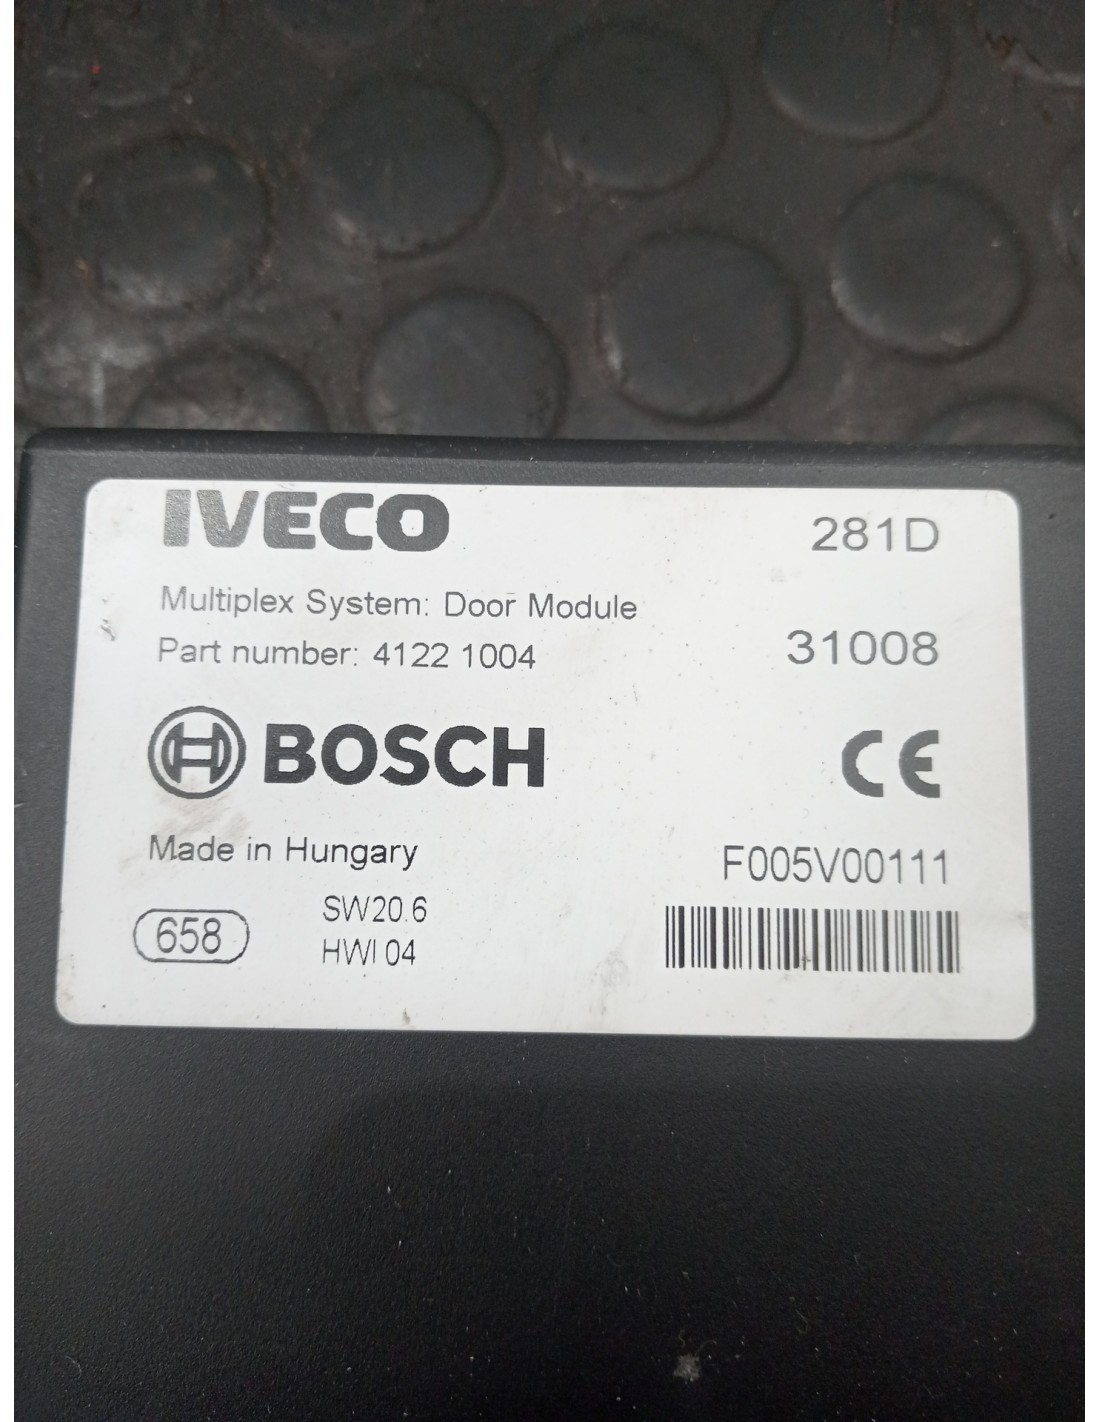 IVECO
281D
Multiplex System: Door Module
Part number: 4122 1004
31008
BOSCH
CE
Made in Hungary
F005V00111
658
SW20.6
HWI 04